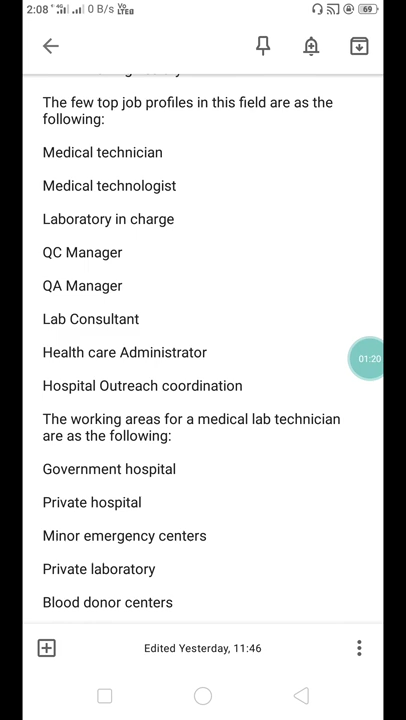 2:08 " 4G 0 B/s Vo LTE 69
The few top job profiles in this field are as the
following:
Medical technician
Medical technologist
Laboratory in charge
QC Manager
QA Manager
Lab Consultant
Health care Administrator
01:20
Hospital Outreach coordination
The working areas for a medical lab technician
are as the following:
Government hospital
Private hospital
Minor emergency centers
Private laboratory
Blood donor centers
Edited Yesterday, 11:46